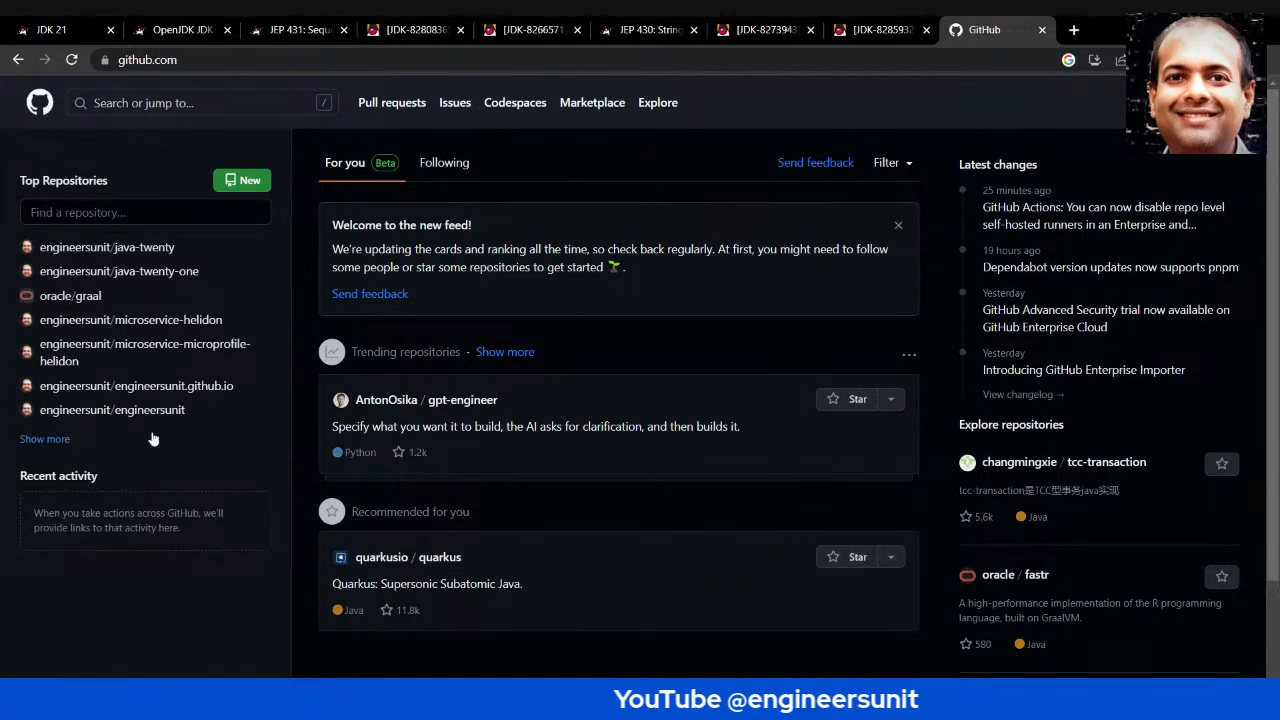 JDK 21
OpenJDK JDK
JEP 431: Sequ
[JDK-8280836
[JDK-8266571
JEP 430: String
[JDK-8273943
[JDK-8285932
GitHub
github.com
Search or jump to...
/
Pull requests
Issues
Codespaces
Marketplace
Explore
Top Repositories
New
Find a repository...
engineersunit/java-twenty
engineersunit/java-twenty-one
oracle/graal
engineersunit/microservice-helidon
engineersunit/microservice-microprofile-
helidon
engineersunit/engineersunit.github.io
engineersunit/engineersunit
Show more
Recent activity
When you take actions across GitHub, we'll
provide links to that activity here.
For you Beta
Following
Send feedback
Filter
Welcome to the new feed!
We're updating the cards and ranking all the time, so check back regularly. At first, you might need to follow
some people or star some repositories to get started 🌱 .
Send feedback
Trending repositories · Show more
AntonOsika / gpt-engineer
Star
Specify what you want it to build, the AI asks for clarification, and then builds it.
Python 1.2k
Recommended for you
quarkusio / quarkus
Star
Quarkus: Supersonic Subatomic Java.
Java 11.8k
Latest changes
25 minutes ago
GitHub Actions: You can now disable repo level
self-hosted runners in an Enterprise and...
19 hours ago
Dependabot version updates now supports pnpm
Yesterday
GitHub Advanced Security trial now available on
GitHub Enterprise Cloud
Yesterday
Introducing GitHub Enterprise Importer
View changelog →
Explore repositories
changmingxie / tcc-transaction
tcc-transaction是TCC型事务java实现
5.6k Java
oracle / fastr
A high-performance implementation of the R programming
language, built on GraalVM.
580 Java
YouTube @engineersunit